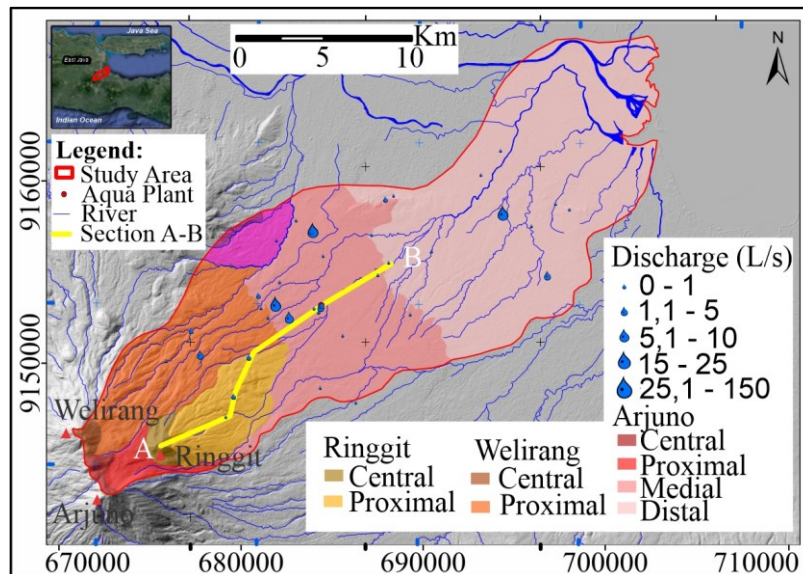 Java Sea
East Java
Indian Ocean
0 5 10 Km
N
Legend:
Study Area
Aqua Plant
River
Section A-B
9160000
9150000
B
A
Welirang
Ringgit
Arjuno
Discharge (L/s)
0 - 1
1,1 - 5
5,1 - 10
15 - 25
25,1 - 150
Ringgit
Central
Proximal
Welirang
Central
Proximal
Arjuno
Central
Proximal
Medial
Distal
670000 680000 690000 700000 710000